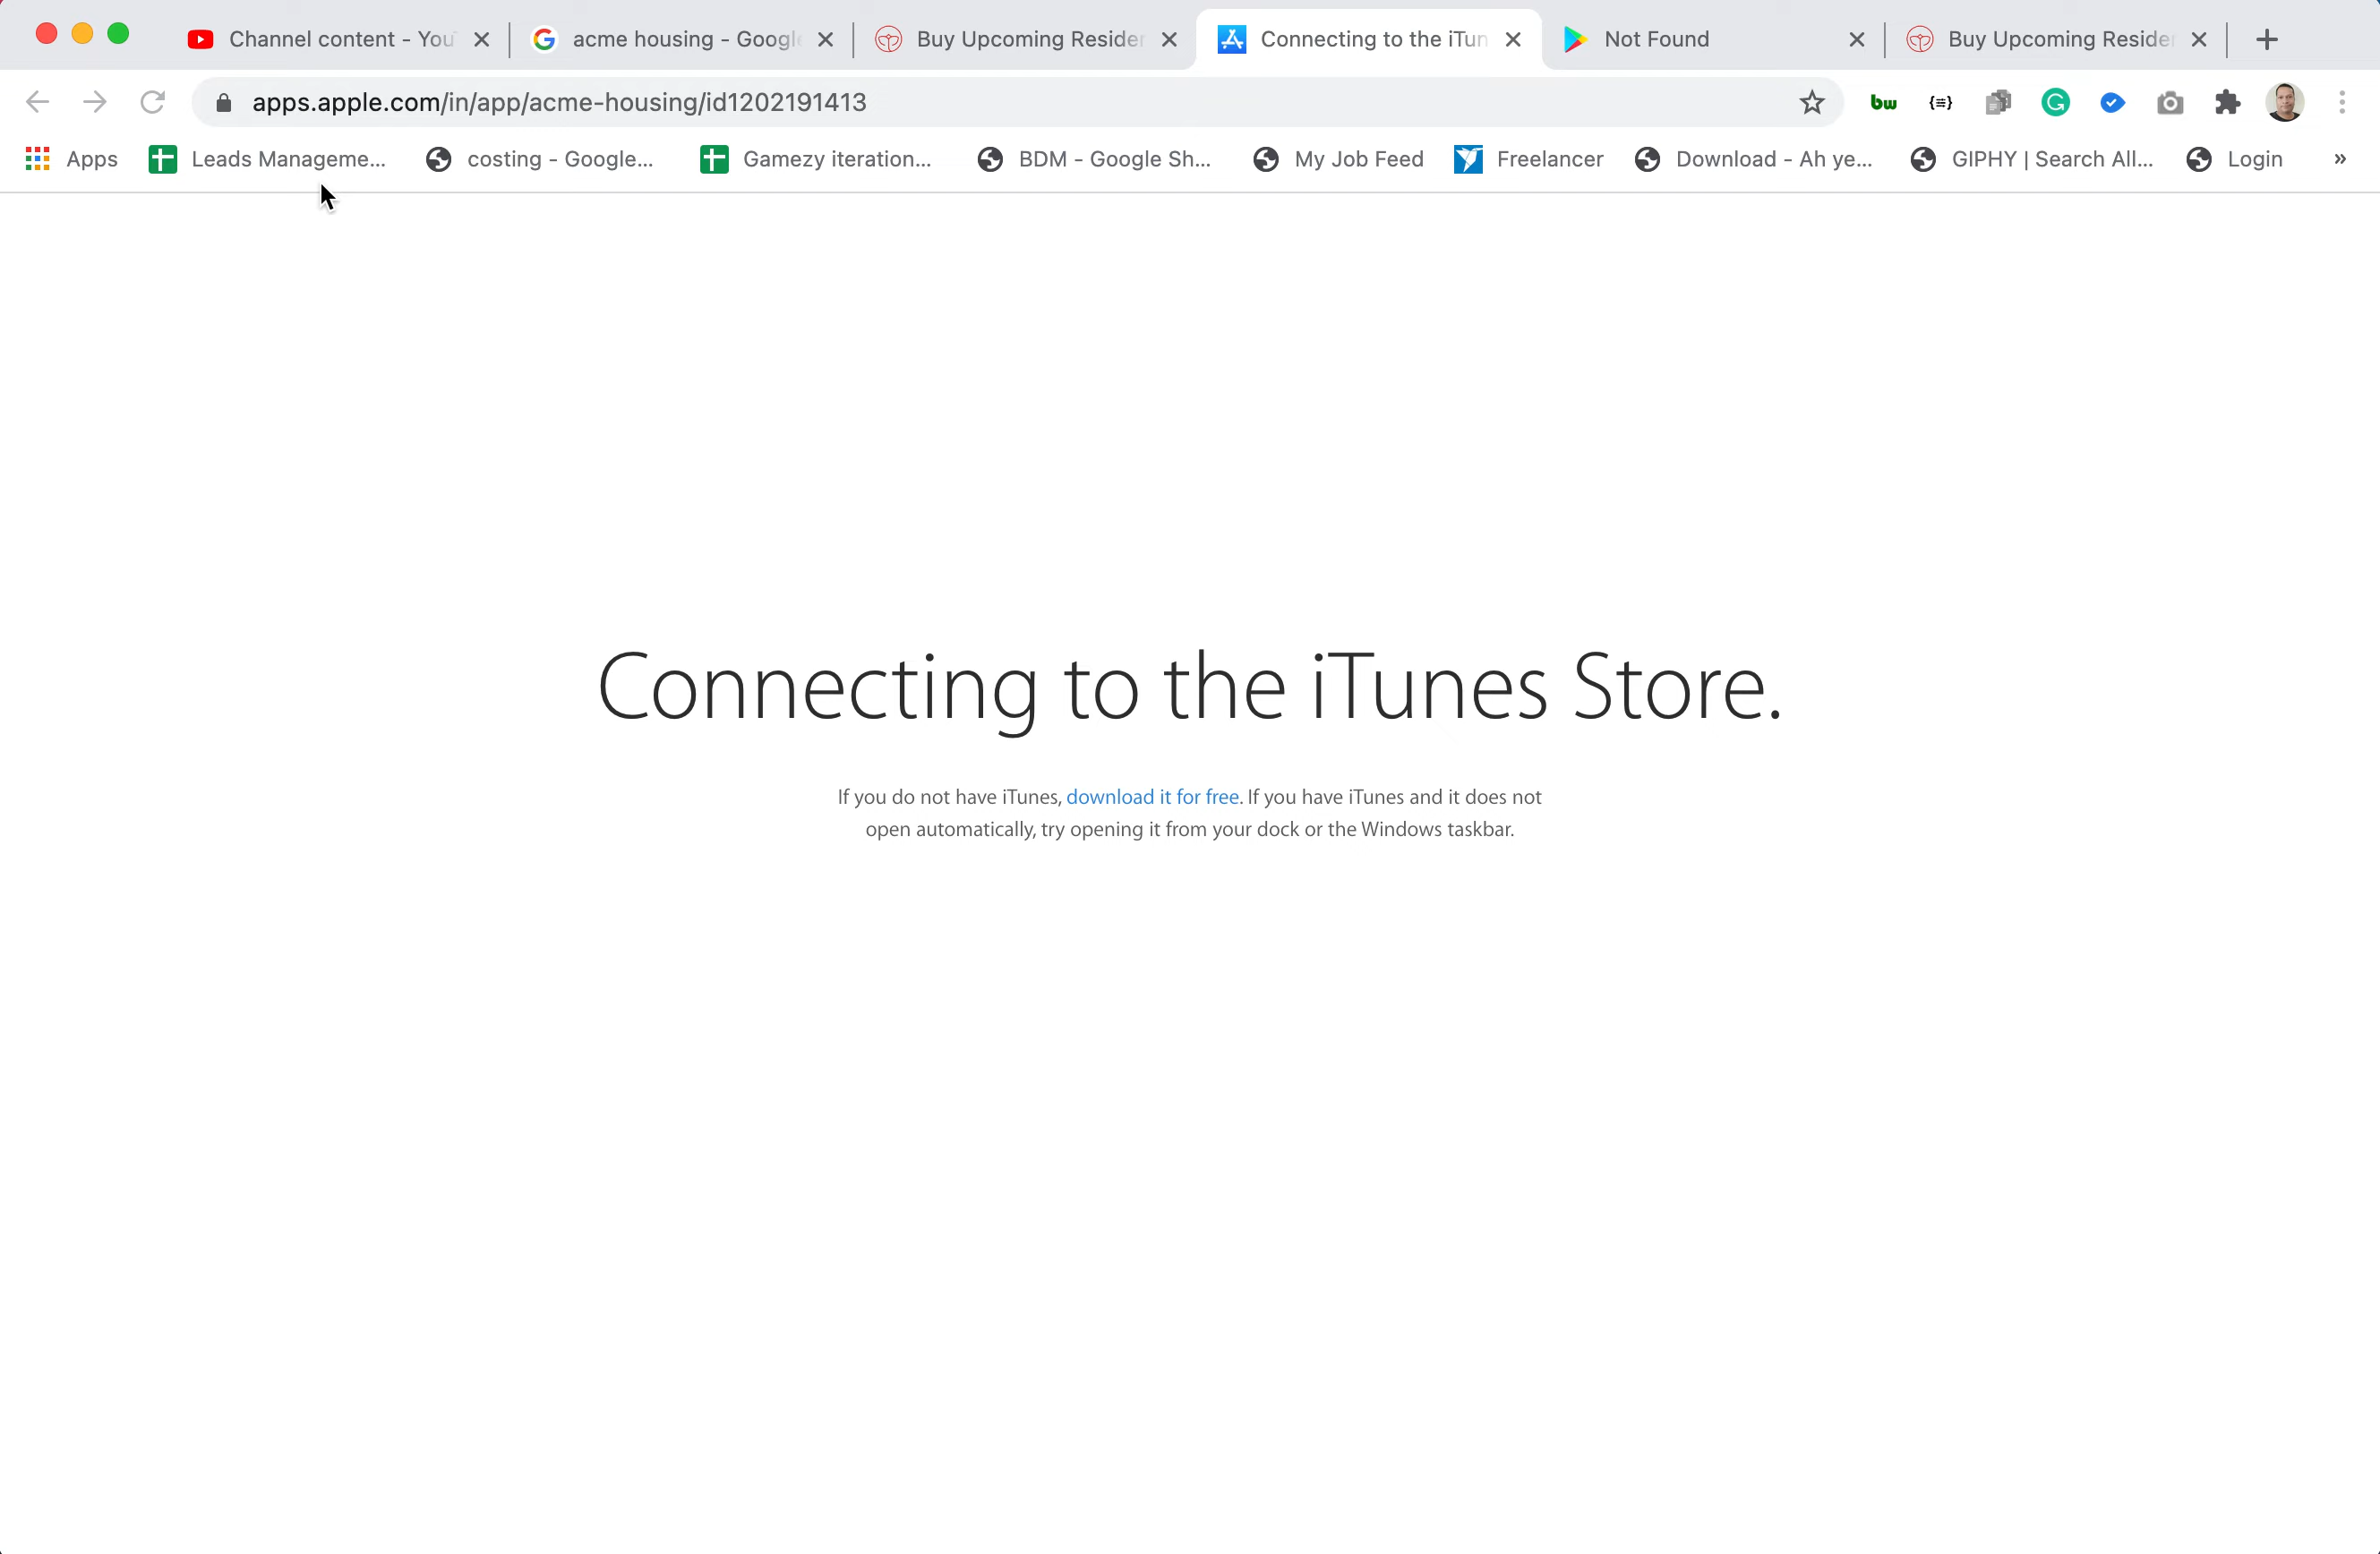 Channel content - You
acme housing - Google
Buy Upcoming Residen
Connecting to the iTun
Not Found
Buy Upcoming Residen
apps.apple.com/in/app/acme-housing/id1202191413
bw
Apps
Leads Manageme...
costing - Google...
Gamezy iteration...
BDM - Google Sh...
My Job Feed
Freelancer
Download - Ah ye...
GIPHY | Search All...
Login
»
Connecting to the iTunes Store.
If you do not have iTunes, download it for free. If you have iTunes and it does not
open automatically, try opening it from your dock or the Windows taskbar.